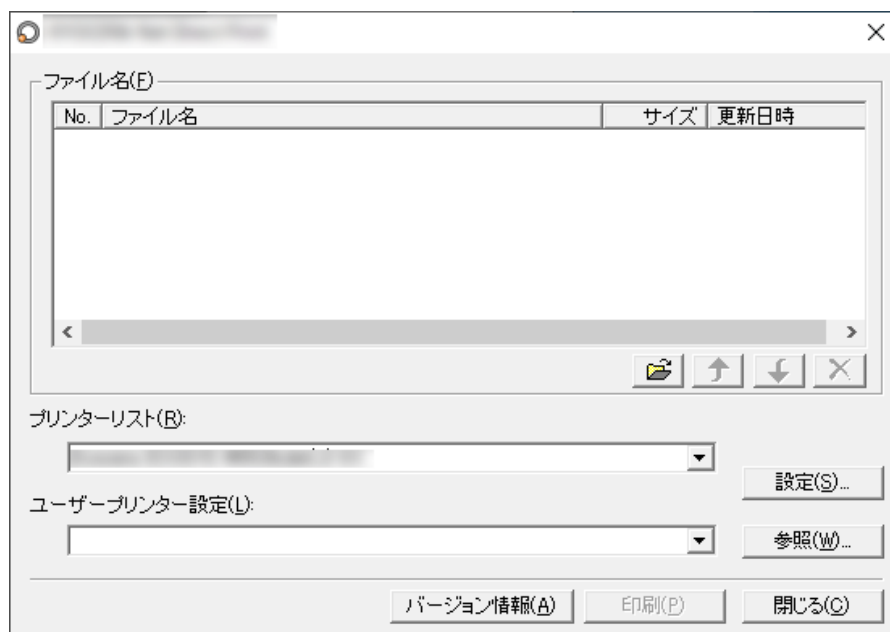 ファイル名(F)
No. ファイル名 サイズ 更新日時
プリンターリスト(R):
設定(S)...
ユーザープリンター設定(L):
参照(W)...
バージョン情報(A) 印刷(P) 閉じる(C)